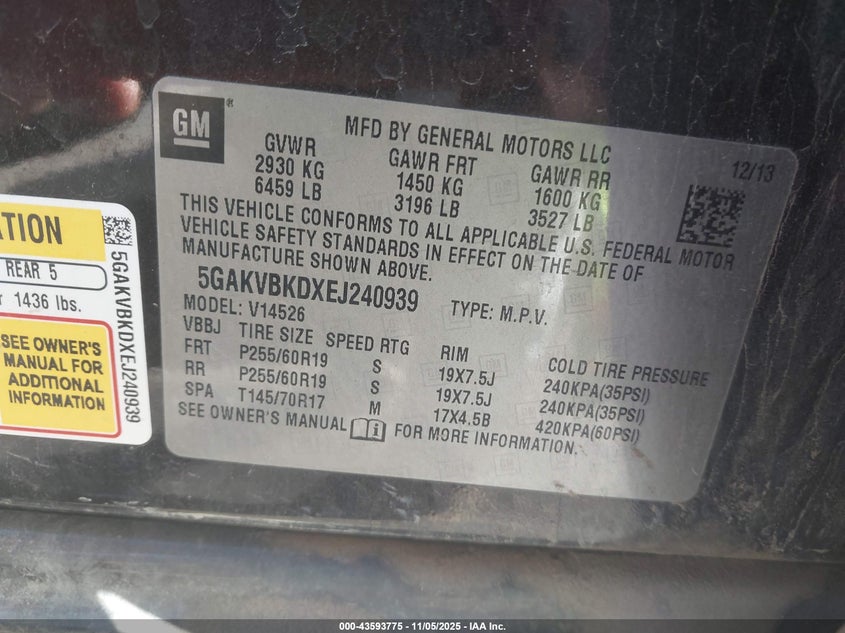 GM
®
MFD BY GENERAL MOTORS LLC
12/13
GVWR GAWR FRT GAWR RR
2930 KG 1450 KG 1600 KG
6459 LB 3196 LB 3527 LB
THIS VEHICLE CONFORMS TO ALL APPLICABLE U.S. FEDERAL MOTOR
VEHICLE SAFETY STANDARDS IN EFFECT ON THE DATE OF
MANUFACTURE SHOWN ABOVE.
5GAKVBKDXEJ240939
TYPE: M.P.V.
MODEL: V14526
VBBJ TIRE SIZE SPEED RTG RIM COLD TIRE PRESSURE
FRT P255/60R19 S 19X7.5J 240KPA(35PSI)
RR P255/60R19 S 19X7.5J 240KPA(35PSI)
SPA T145/70R17 M 17X4.5B 420KPA(60PSI)
SEE OWNER'S MANUAL FOR MORE INFORMATION.
ATION
REAR 5
1436 lbs.
SEE OWNER'S
MANUAL FOR
ADDITIONAL
INFORMATION
5GAKVBKDXEJ240939
000-43593775 - 11/05/2025 - IAA Inc.